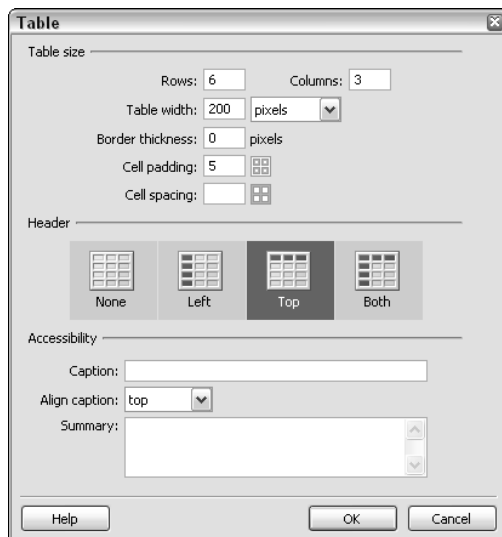 Table
Table size
Rows: 6 Columns: 3
Table width: 200 pixels
Border thickness: 0 pixels
Cell padding: 5
Cell spacing:
Header
None Left Top Both
Accessibility
Caption:
Align caption: top
Summary:
Help OK Cancel